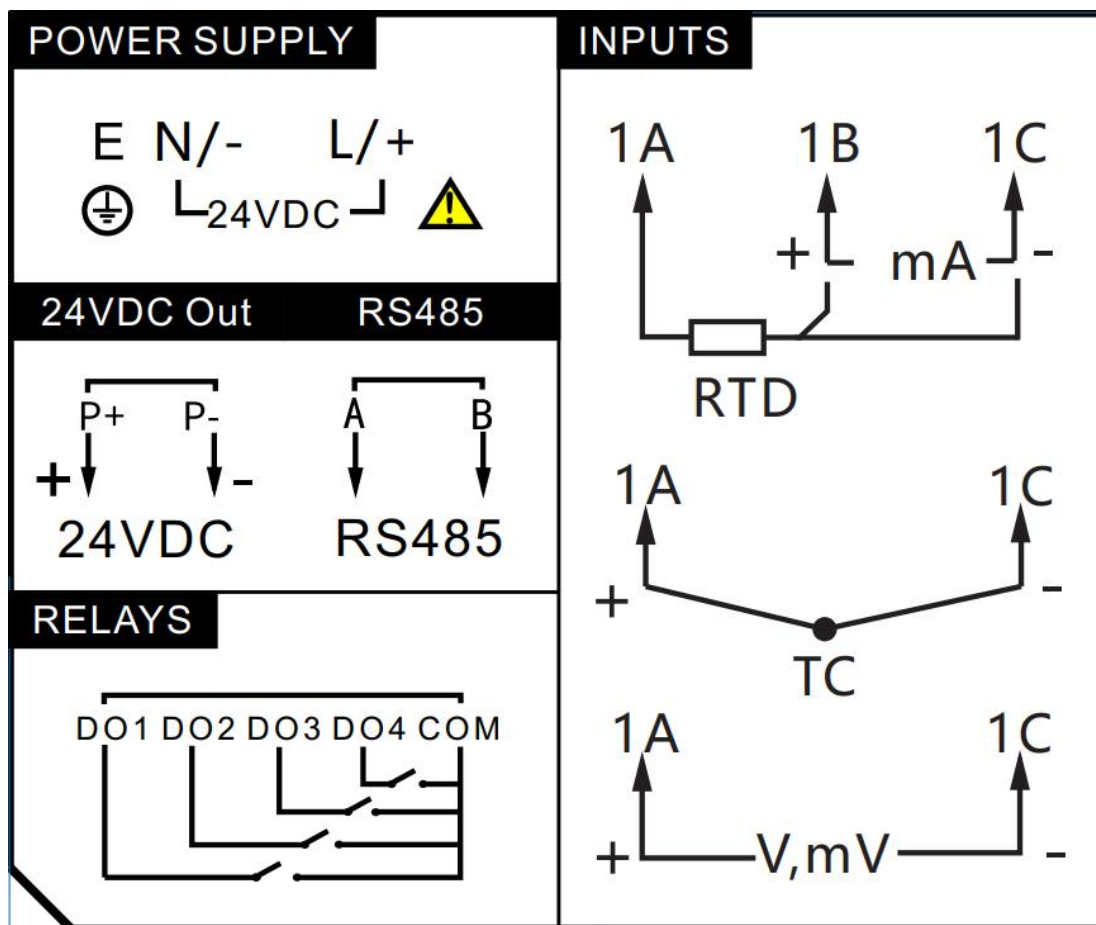 POWER SUPPLY
E N/- L/+
24VDC
24VDC Out
RS485
P+ P-
+ -
24VDC
A B
RS485
RELAYS
DO1 DO2 DO3 DO4 COM
INPUTS
1A 1B 1C
+ mA -
RTD
1A 1C
+ -
TC
1A 1C
+ V,mV -